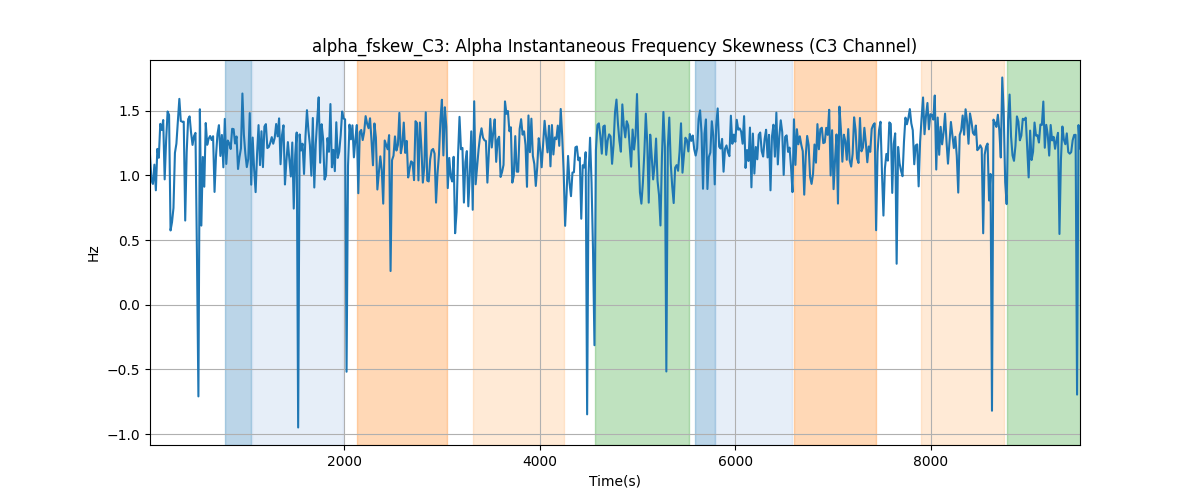 alpha_fskew_C3: Alpha Instantaneous Frequency Skewness (C3 Channel)
1.5
1.0
0.5
0.0
−0.5
−1.0
Hz
2000 4000 6000 8000
Time(s)